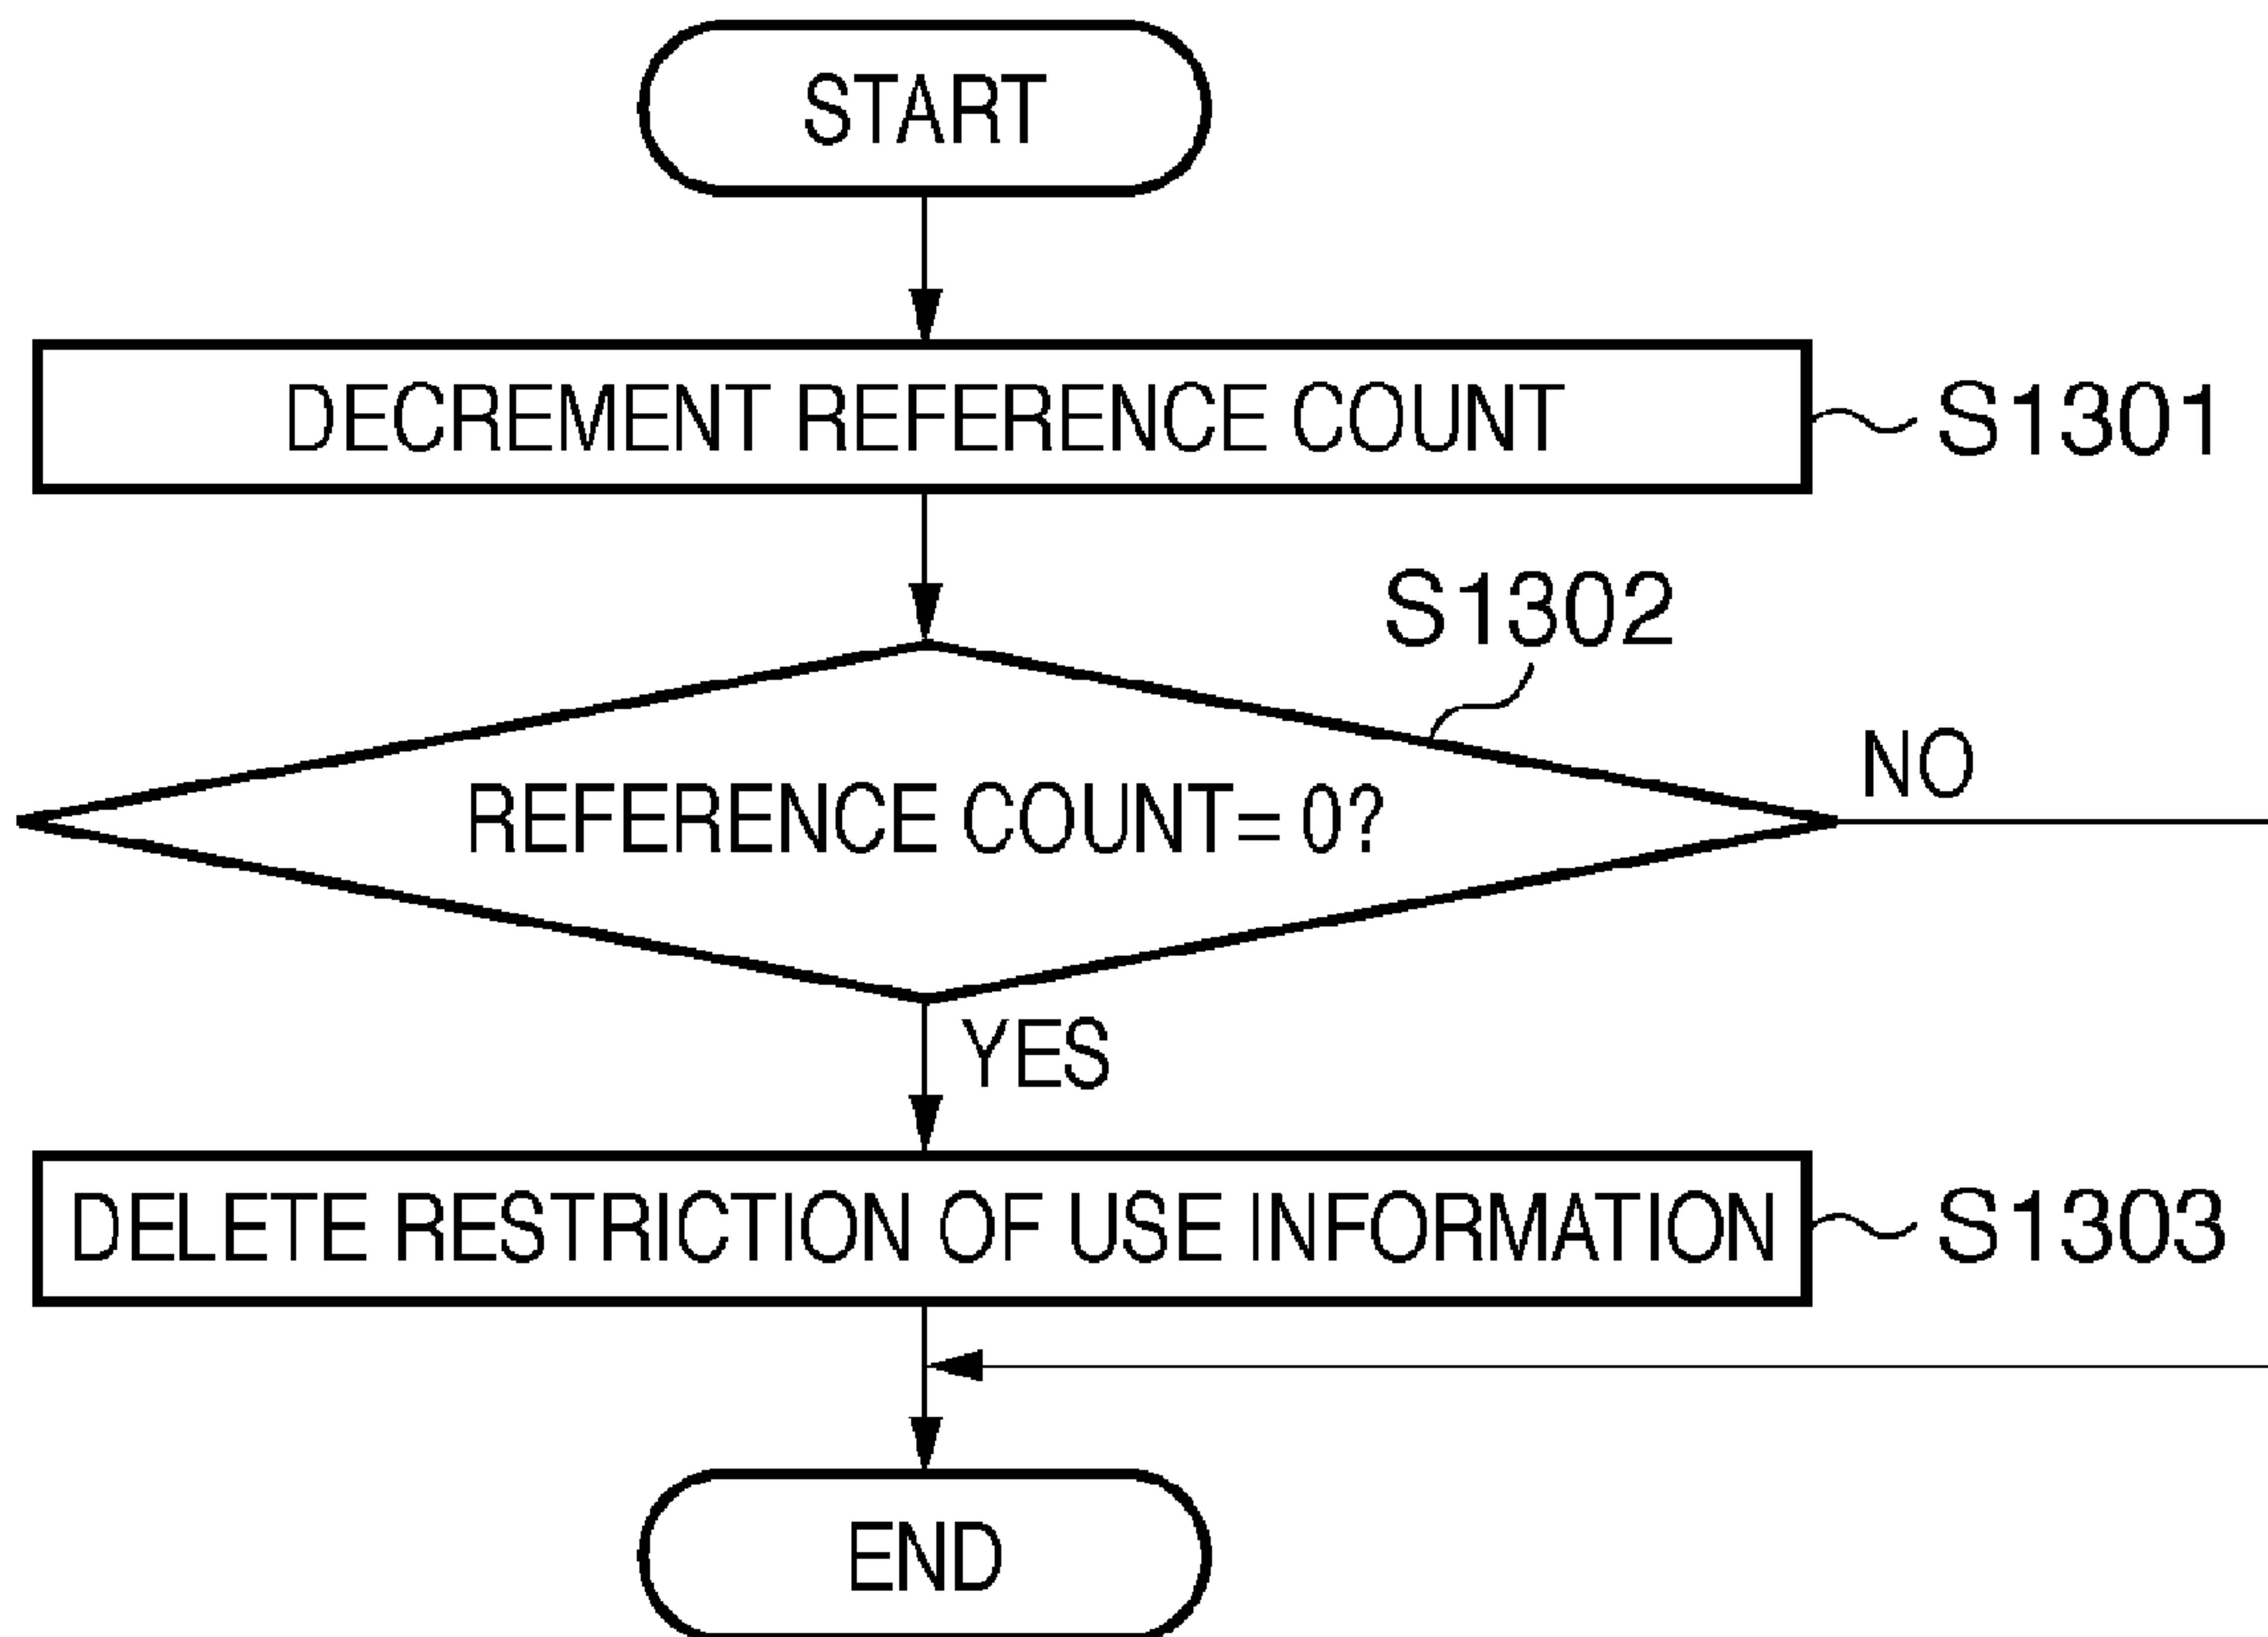 START
DECREMENT REFERENCE COUNT
S1301
S1302
REFERENCE COUNT= 0?
NO
YES
DELETE RESTRICTION OF USE INFORMATION
S1303
END